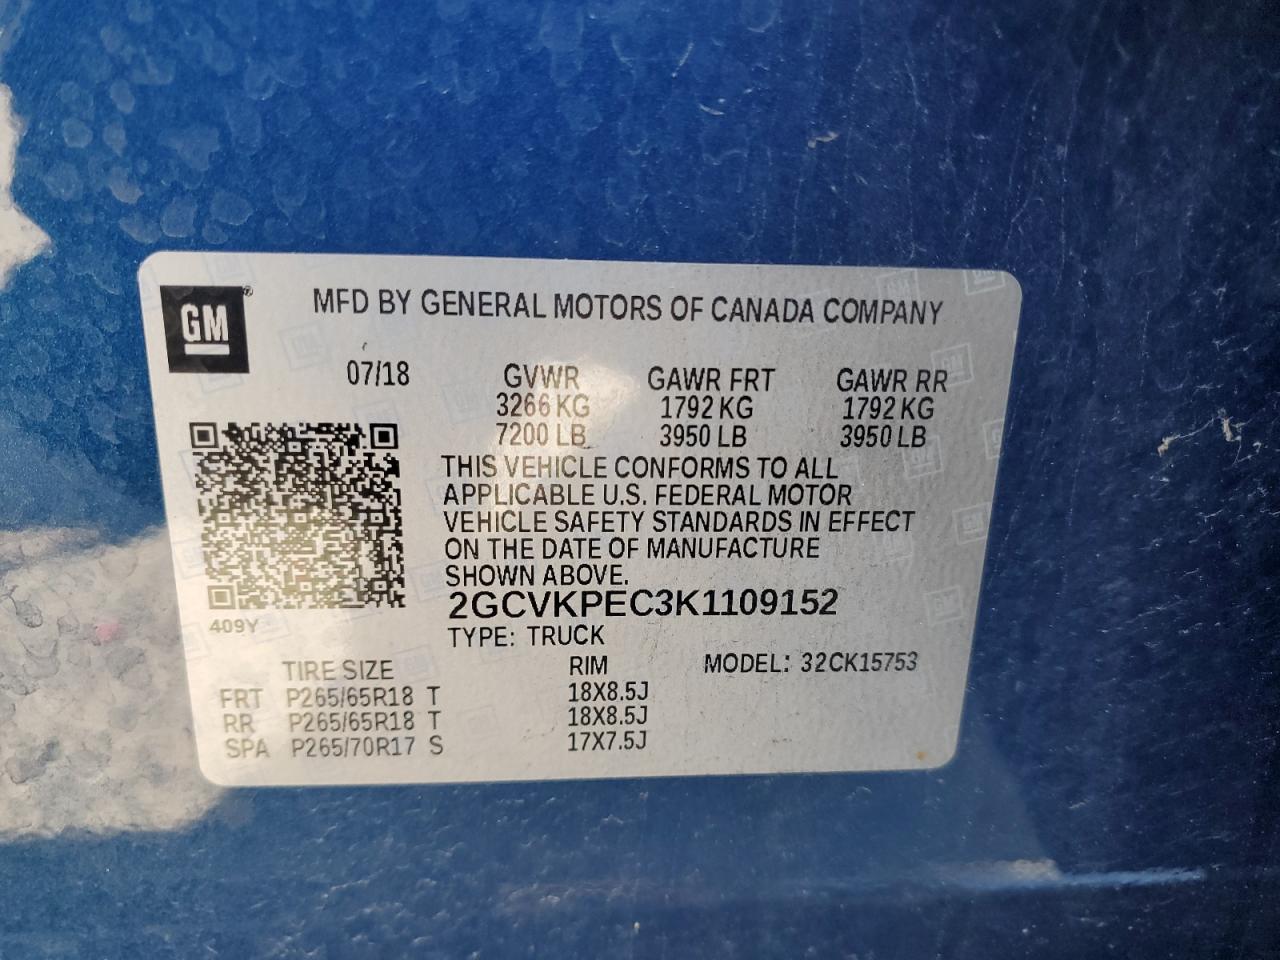 GM®
MFD BY GENERAL MOTORS OF CANADA COMPANY
07/18 GVWR GAWR FRT GAWR RR
3266 KG 1792 KG 1792 KG
7200 LB 3950 LB 3950 LB
THIS VEHICLE CONFORMS TO ALL
APPLICABLE U.S. FEDERAL MOTOR
VEHICLE SAFETY STANDARDS IN EFFECT
ON THE DATE OF MANUFACTURE
SHOWN ABOVE.
2GCVKPEC3K1109152
409Y
TYPE: TRUCK
TIRE SIZE RIM MODEL: 32CK15753
FRT P265/65R18 T 18X8.5J
RR P265/65R18 T 18X8.5J
SPA P265/70R17 S 17X7.5J